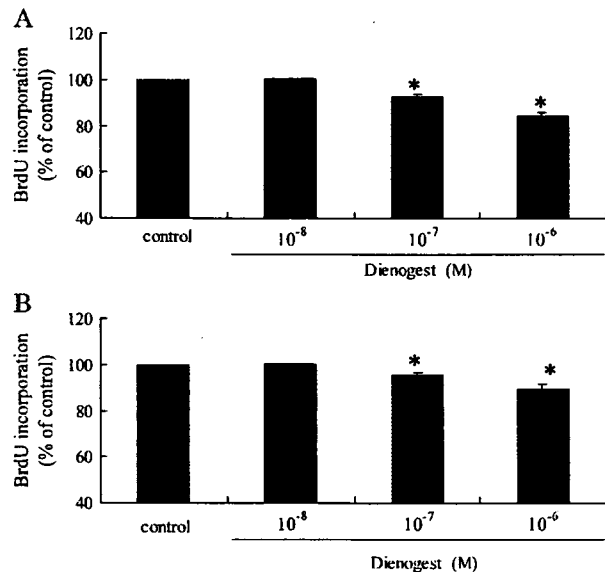 A
BrdU incorporation
(% of control)
120
100
80
60
40
*
*
control
10⁻⁸
10⁻⁷
10⁻⁶
Dienogest (M)
B
BrdU incorporation
(% of control)
120
100
80
60
40
*
*
control
10⁻⁸
10⁻⁷
10⁻⁶
Dienogest (M)